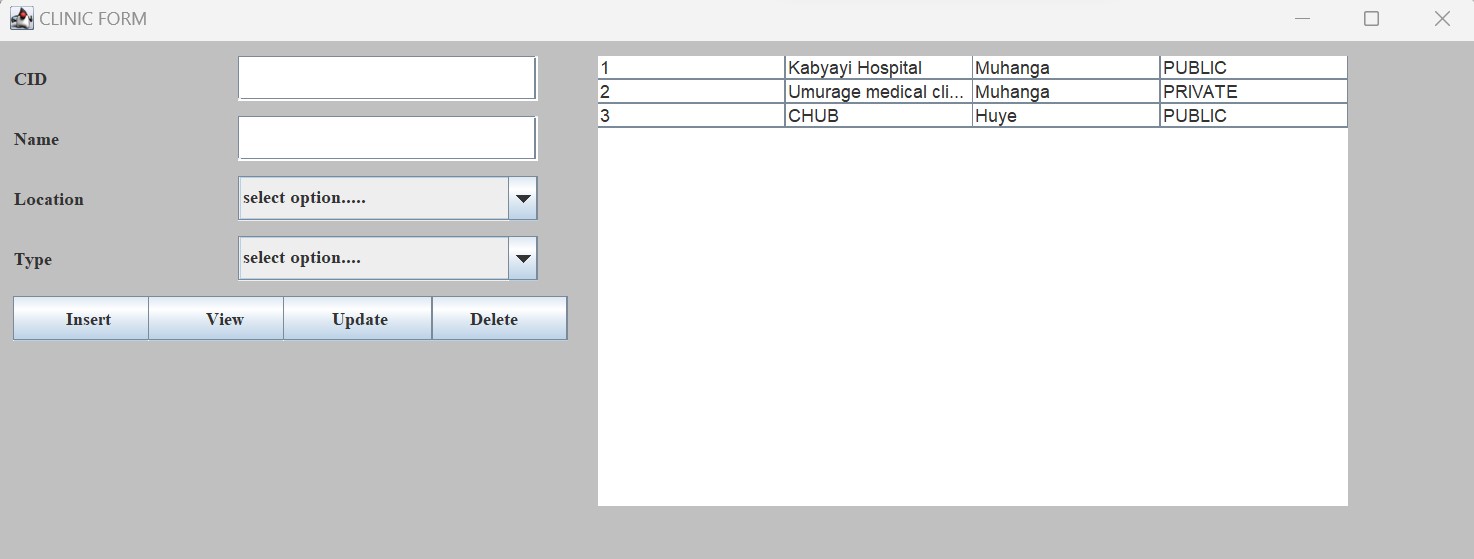 CLINIC FORM
CID
Name
Location
select option.....
Type
select option....
Insert View Update Delete
1 Kabyayi Hospital Muhanga PUBLIC
2 Umurage medical cli... Muhanga PRIVATE
3 CHUB Huye PUBLIC